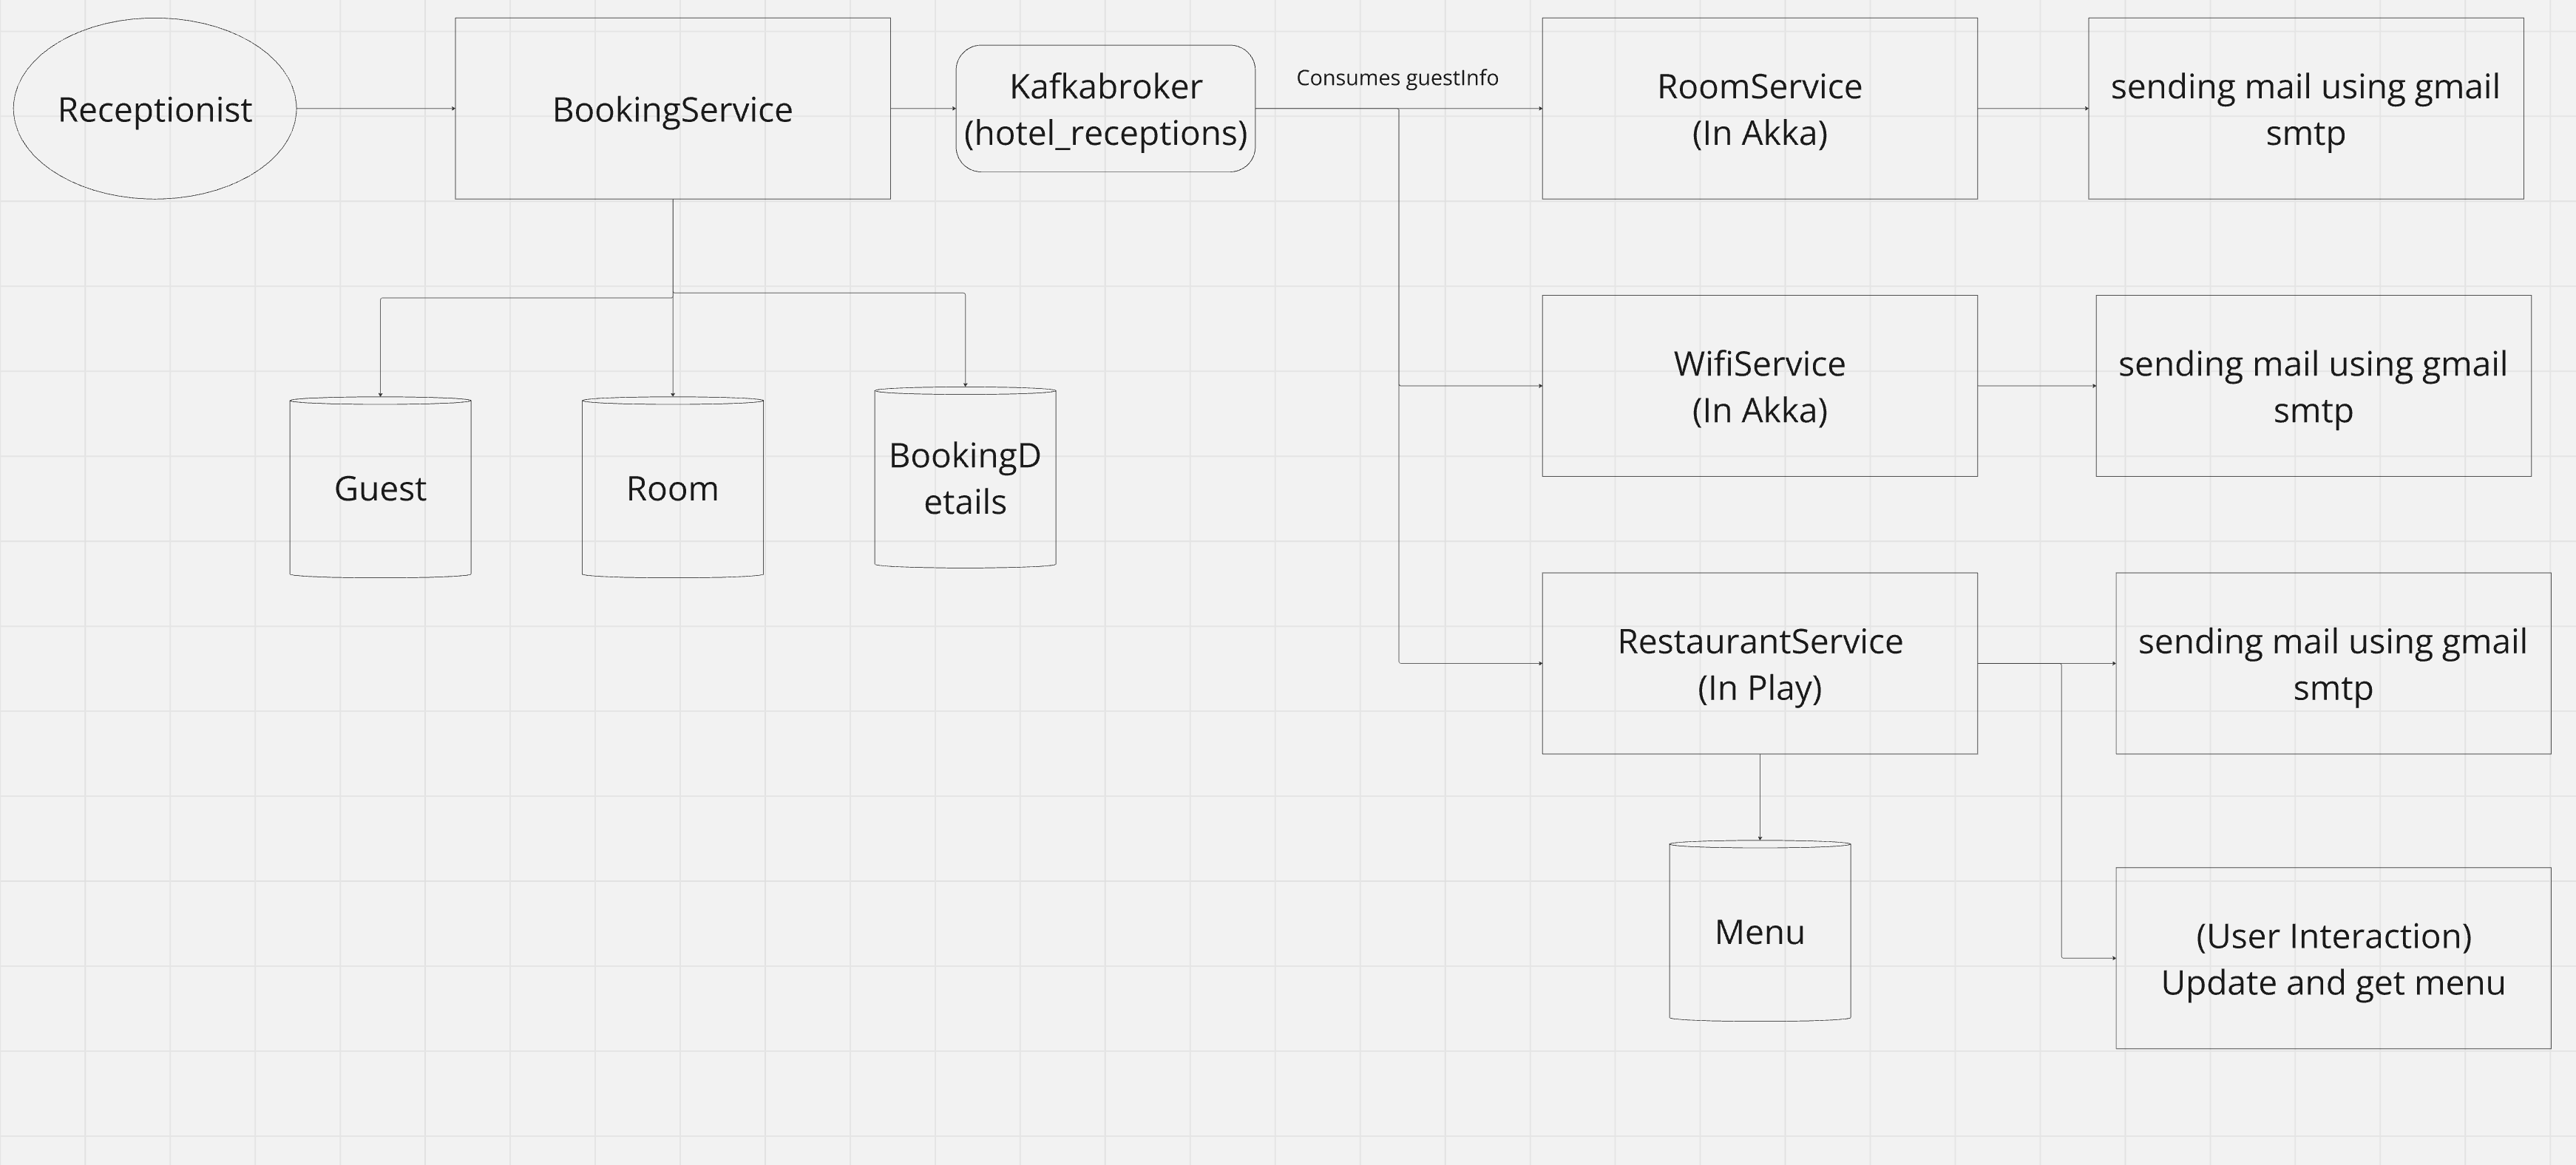 Receptionist
BookingService
Kafkabroker
(hotel_receptions)
Consumes guestInfo
RoomService
(In Akka)
sending mail using gmail
smtp
WifiService
(In Akka)
sending mail using gmail
smtp
Guest
Room
BookingD
etails
RestaurantService
(In Play)
sending mail using gmail
smtp
Menu
(User Interaction)
Update and get menu